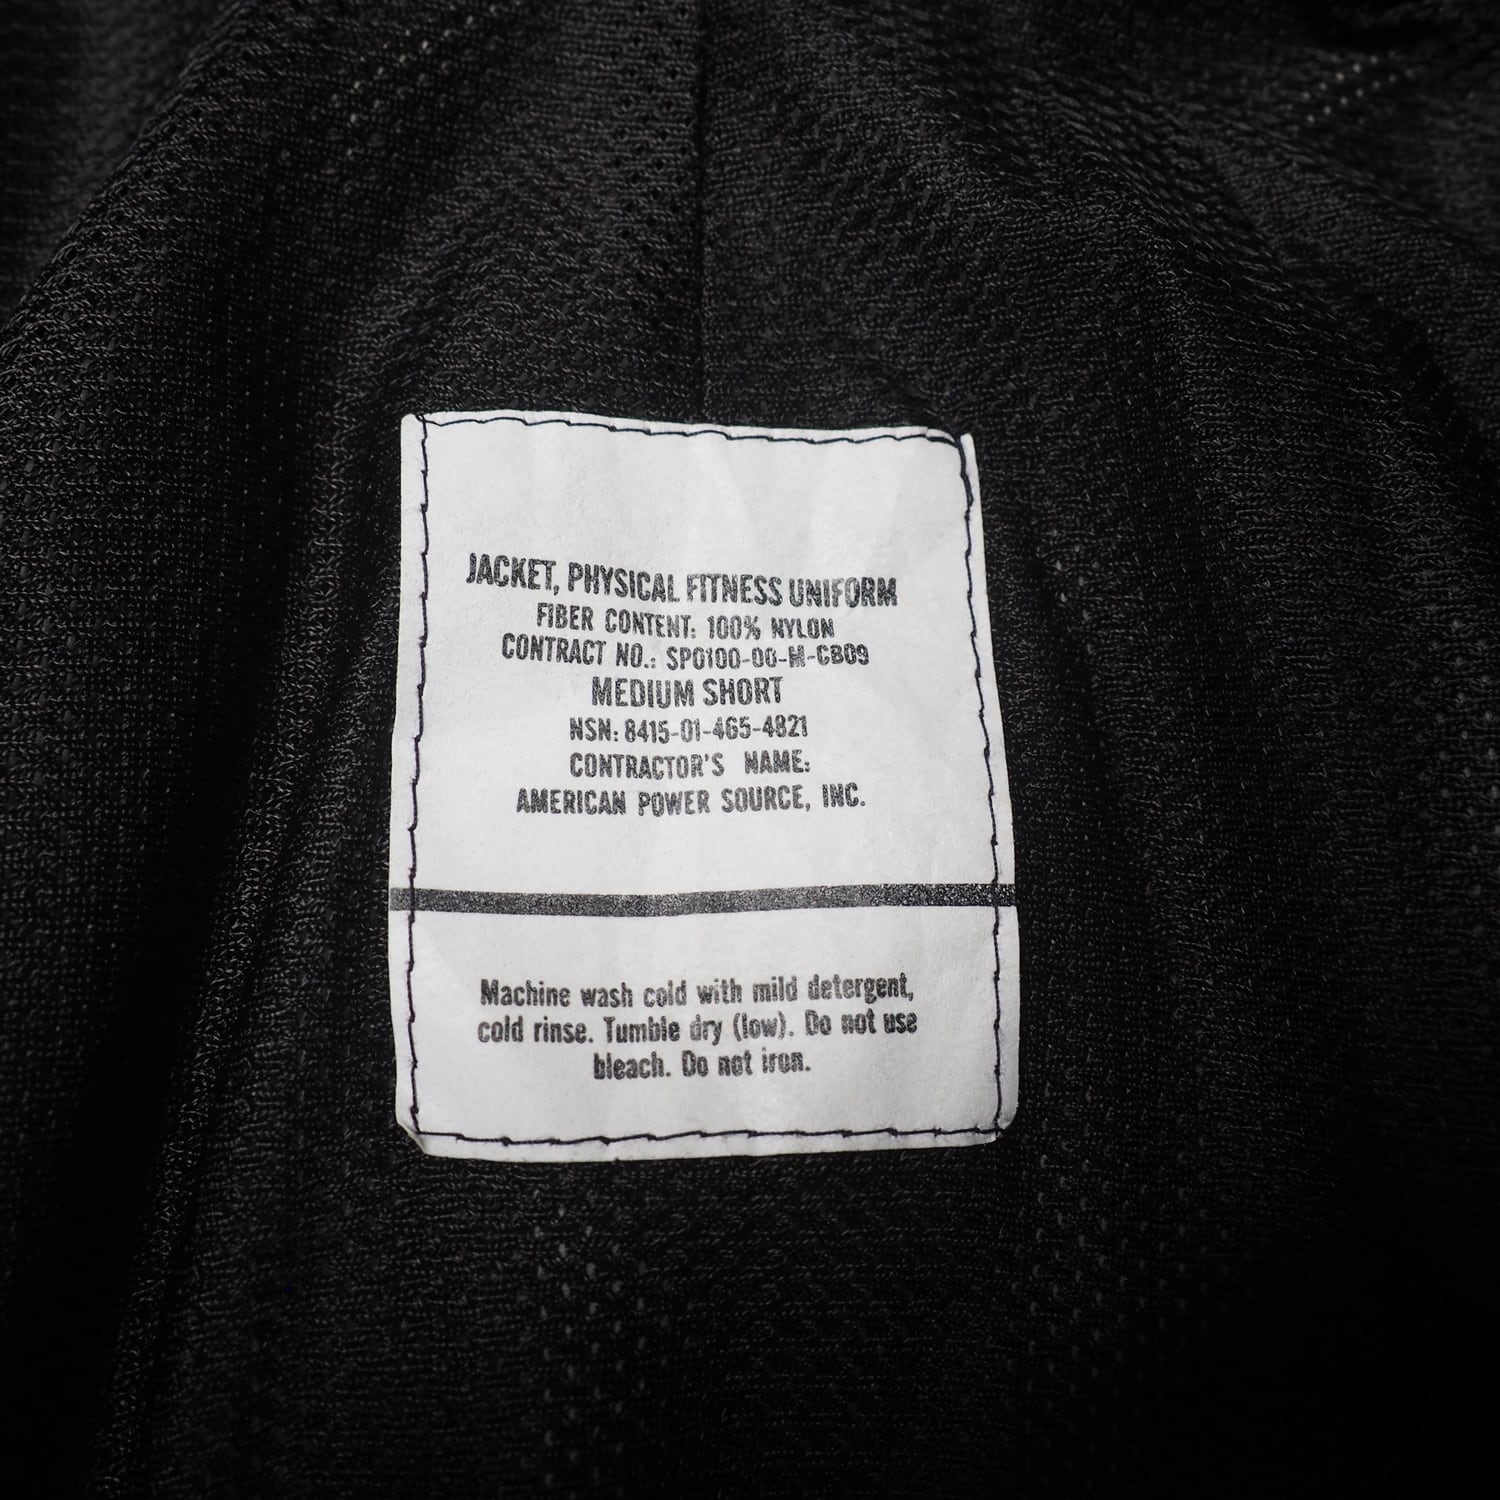 JACKET, PHYSICAL FITNESS UNIFORM
FIBER CONTENT: 100% NYLON
CONTRACT NO.: SP0100-00-M-CB09
MEDIUM SHORT
NSN: 8415-01-465-4821
CONTRACTOR'S NAME:
AMERICAN POWER SOURCE, INC.
Machine wash cold with mild detergent,
cold rinse. Tumble dry (low). Do not use
bleach. Do not iron.